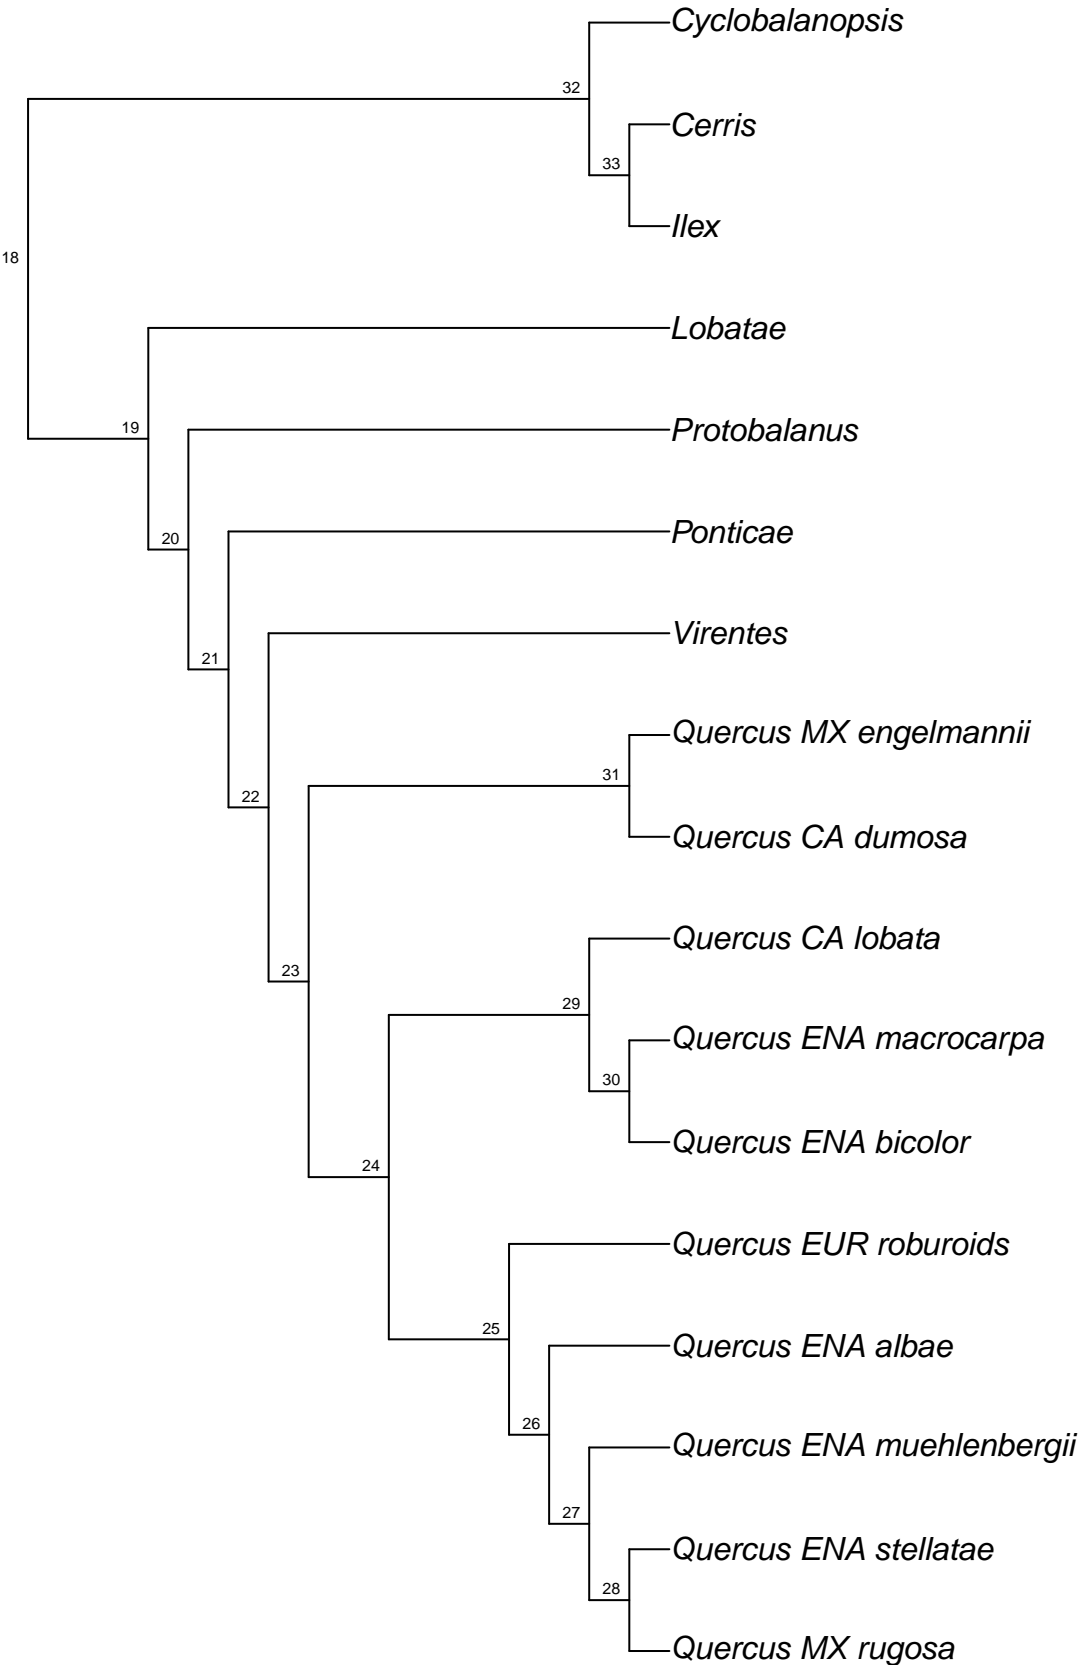 Cyclobalanopsis
32
Cerris
33
Ilex
18
Lobatae
19
Protobalanus
20
Ponticae
21
Virentes
22
Quercus MX engelmannii
31
Quercus CA dumosa
23
Quercus CA lobata
29
Quercus ENA macrocarpa
30
Quercus ENA bicolor
24
Quercus EUR roburoids
25
Quercus ENA albae
26
Quercus ENA muehlenbergii
27
Quercus ENA stellatae
28
Quercus MX rugosa